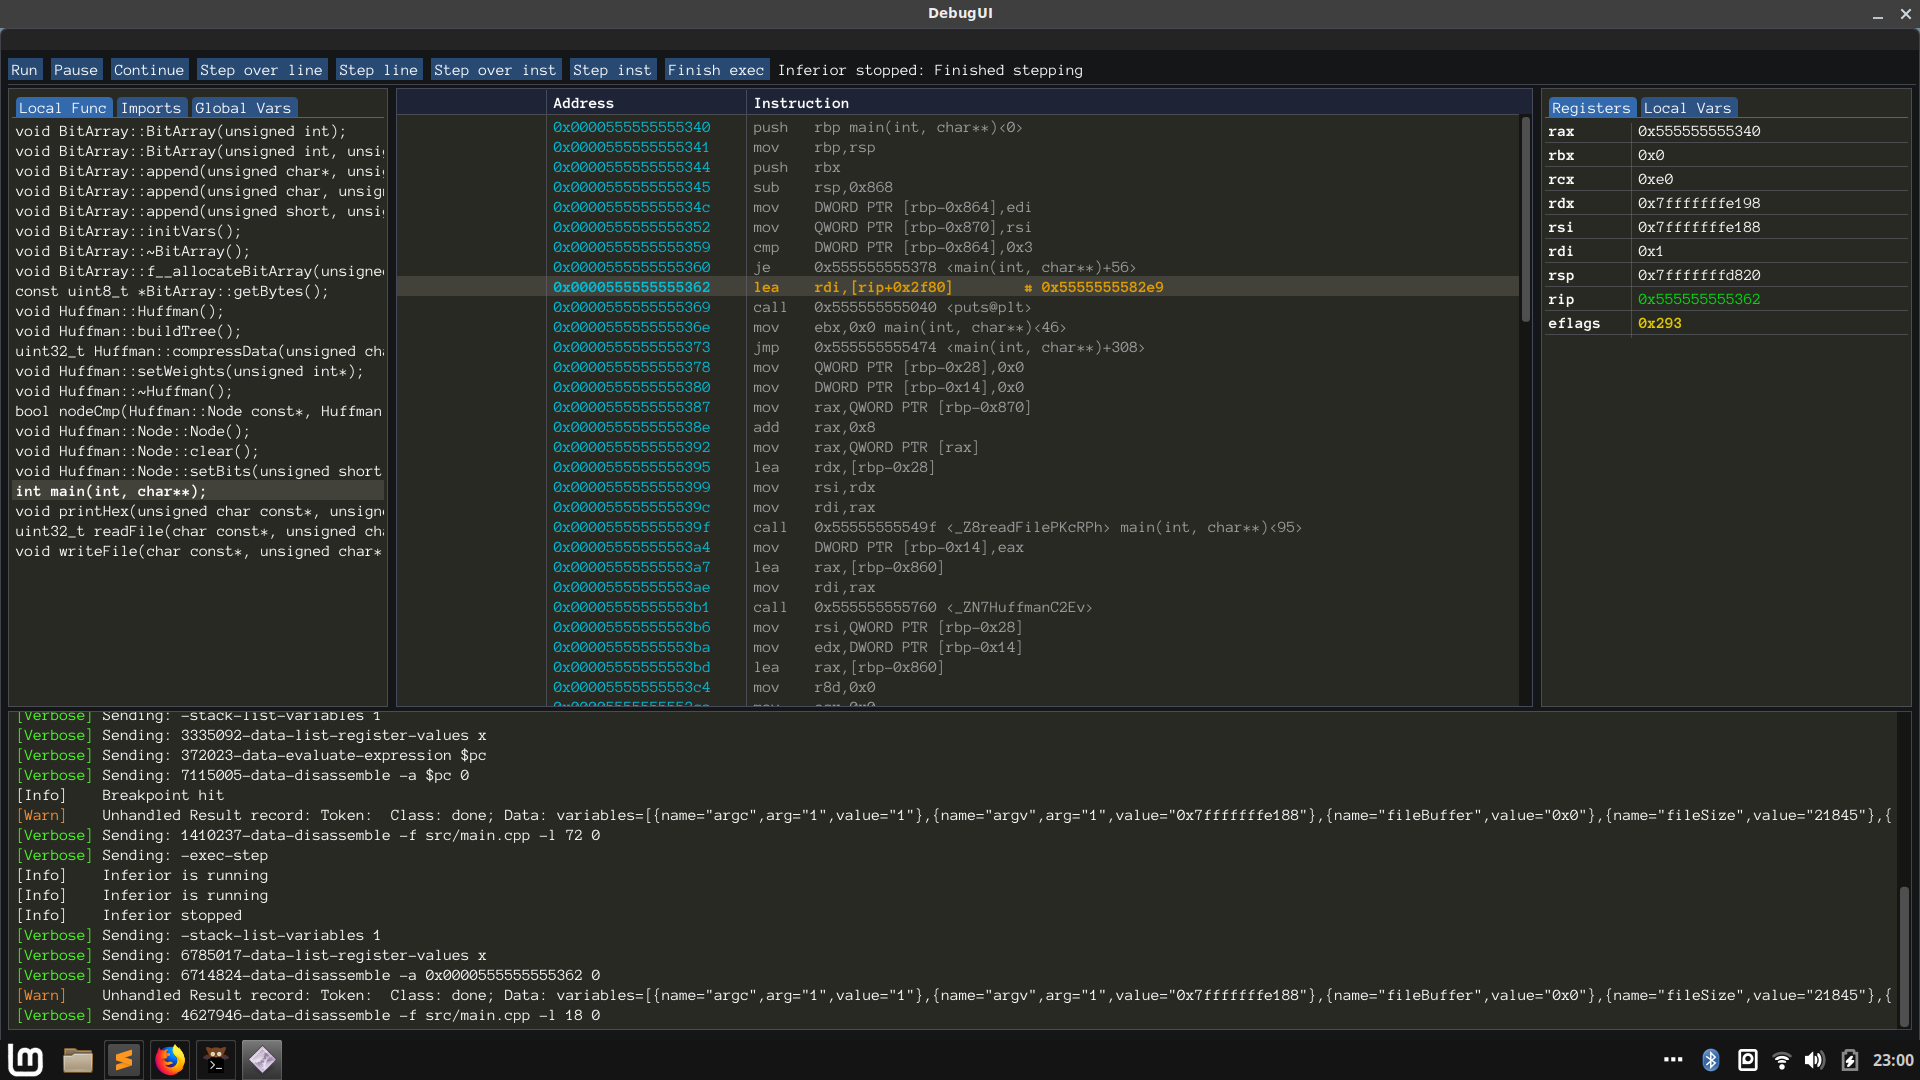 DebugUI
Run Pause Continue Step over line Step line Step over inst Step inst Finish exec Inferior stopped: Finished stepping
Local Func Imports Global Vars
void BitArray::BitArray(unsigned int);
void BitArray::BitArray(unsigned int, unsi
void BitArray::append(unsigned char*, unsi
void BitArray::append(unsigned char, unsig
void BitArray::append(unsigned short, unsi
void BitArray::initVars();
void BitArray::~BitArray();
void BitArray::f__allocateBitArray(unsigne
const uint8_t *BitArray::getBytes();
void Huffman::Huffman();
void Huffman::buildTree();
uint32_t Huffman::compressData(unsigned cha
void Huffman::setWeights(unsigned int*);
void Huffman::~Huffman();
bool nodeCmp(Huffman::Node const*, Huffman
void Huffman::Node::Node();
void Huffman::Node::clear();
void Huffman::Node::setBits(unsigned short
int main(int, char**);
void printHex(unsigned char const*, unsign
uint32_t readFile(char const*, unsigned cha
void writeFile(char const*, unsigned char*
Address Instruction
0x0000555555555340 push rbp main(int, char**)<0>
0x0000555555555341 mov rbp,rsp
0x0000555555555344 push rbx
0x0000555555555345 sub rsp,0x868
0x000055555555534c mov DWORD PTR [rbp-0x864],edi
0x0000555555555352 mov QWORD PTR [rbp-0x870],rsi
0x0000555555555359 cmp DWORD PTR [rbp-0x864],0x3
0x0000555555555360 je 0x555555555378 <main(int, char**)+56>
0x0000555555555362 lea rdi,[rip+0x2f80] # 0x5555555582e9
0x0000555555555369 call 0x555555555040 <puts@plt>
0x000055555555536e mov ebx,0x0 main(int, char**)<46>
0x0000555555555373 jmp 0x555555555474 <main(int, char**)+308>
0x0000555555555378 mov QWORD PTR [rbp-0x28],0x0
0x0000555555555380 mov DWORD PTR [rbp-0x14],0x0
0x0000555555555387 mov rax,QWORD PTR [rbp-0x870]
0x000055555555538e add rax,0x8
0x0000555555555392 mov rax,QWORD PTR [rax]
0x0000555555555395 lea rdx,[rbp-0x28]
0x0000555555555399 mov rsi,rdx
0x000055555555539c mov rdi,rax
0x000055555555539f call 0x55555555549f <_Z8readFilePKcRPh> main(int, char**)<95>
0x00005555555553a4 mov DWORD PTR [rbp-0x14],eax
0x00005555555553a7 lea rax,[rbp-0x860]
0x00005555555553ae mov rdi,rax
0x00005555555553b1 call 0x555555555760 <_ZN7HuffmanC2Ev>
0x00005555555553b6 mov rsi,QWORD PTR [rbp-0x28]
0x00005555555553ba mov edx,DWORD PTR [rbp-0x14]
0x00005555555553bd lea rax,[rbp-0x860]
0x00005555555553c4 mov r8d,0x0
Registers Local Vars
rax 0x555555555340
rbx 0x0
rcx 0xe0
rdx 0x7fffffffe198
rsi 0x7fffffffe188
rdi 0x1
rsp 0x7fffffffd820
rip 0x555555555362
eflags 0x293
[Verbose] Sending: -stack-list-variables 1
[Verbose] Sending: 3335092-data-list-register-values x
[Verbose] Sending: 372023-data-evaluate-expression $pc
[Verbose] Sending: 7115005-data-disassemble -a $pc 0
[Info] Breakpoint hit
[Warn] Unhandled Result record: Token: Class: done; Data: variables=[{name="argc",arg="1",value="1"},{name="argv",arg="1",value="0x7fffffffe188"},{name="fileBuffer",value="0x0"},{name="fileSize",value="21845"},{
[Verbose] Sending: 1410237-data-disassemble -f src/main.cpp -l 72 0
[Verbose] Sending: -exec-step
[Info] Inferior is running
[Info] Inferior is running
[Info] Inferior stopped
[Verbose] Sending: -stack-list-variables 1
[Verbose] Sending: 6785017-data-list-register-values x
[Verbose] Sending: 6714824-data-disassemble -a 0x0000555555555362 0
[Warn] Unhandled Result record: Token: Class: done; Data: variables=[{name="argc",arg="1",value="1"},{name="argv",arg="1",value="0x7fffffffe188"},{name="fileBuffer",value="0x0"},{name="fileSize",value="21845"},{
[Verbose] Sending: 4627946-data-disassemble -f src/main.cpp -l 18 0
23:00